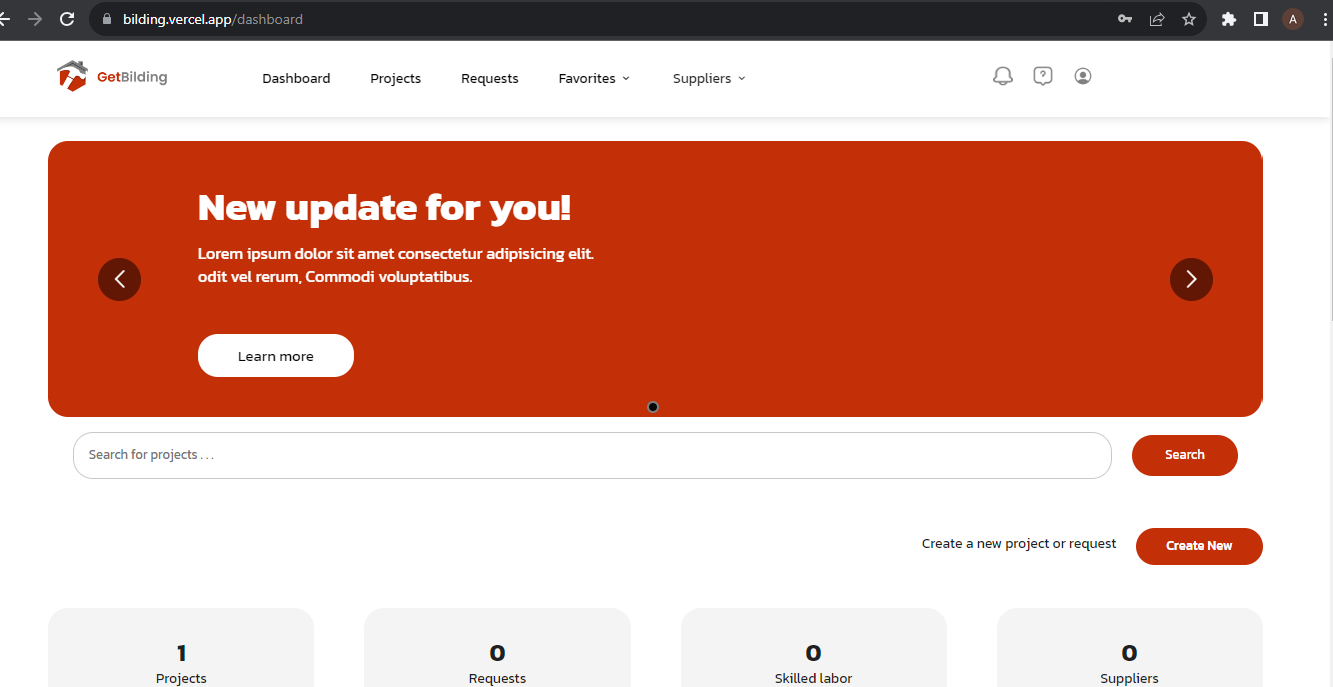 bilding.vercel.app/dashboard
A
GetBilding
Dashboard
Projects
Requests
Favorites
Suppliers
?
New update for you!
Lorem ipsum dolor sit amet consectetur adipisicing elit.
odit vel rerum, Commodi voluptatibus.
Learn more
Search for projects . . .
Search
Create a new project or request
Create New
1
Projects
0
Requests
0
Skilled labor
0
Suppliers